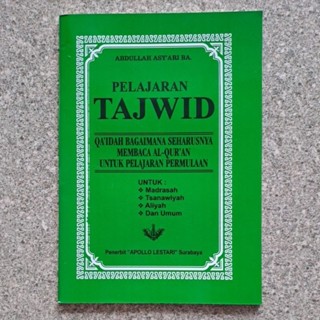 ABDULLAH ASY'ARI BA.
PELAJARAN
TAJWID
QA'IDAH BAGAIMANA SEHARUSNYA
MEMBACA AL-QUR'AN
UNTUK PELAJARAN PERMULAAN
UNTUK :
❖ Madrasah
❖ Tsanawiyah
❖ Aliyah
❖ Dan Umum
Penerbit "APOLLO LESTARI" Surabaya